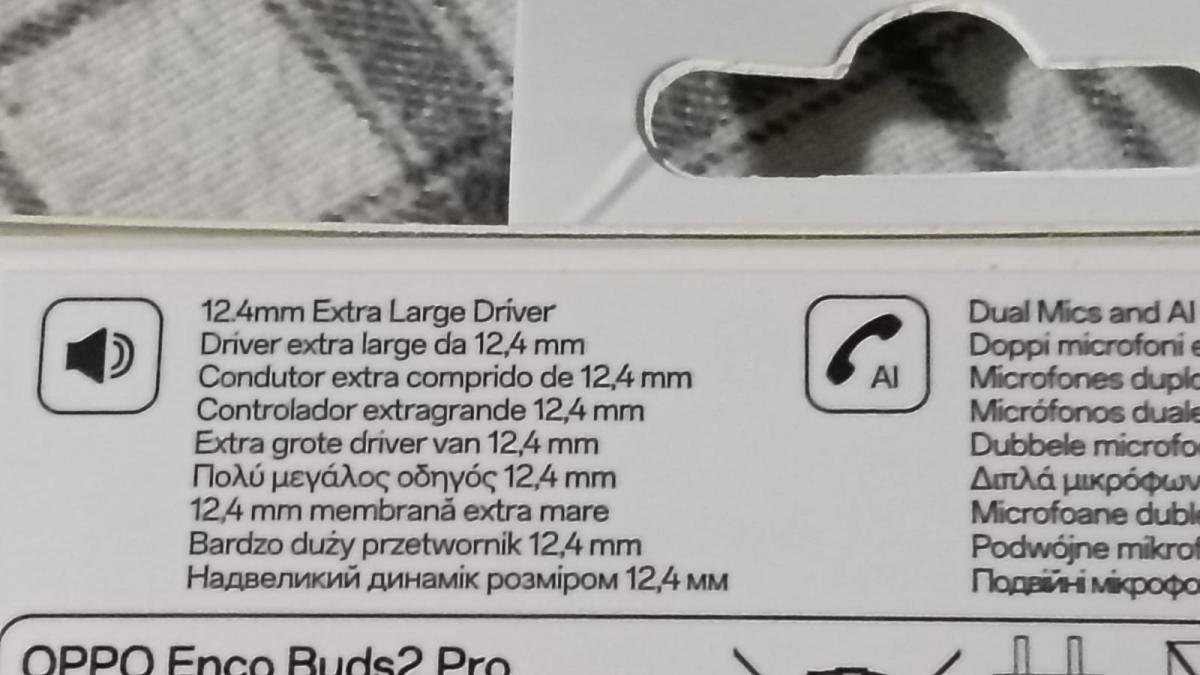 12.4mm Extra Large Driver
Driver extra large da 12,4 mm
Condutor extra comprido de 12,4 mm
Controlador extragrande 12,4 mm
Extra grote driver van 12,4 mm
Πολύ μεγάλος οδηγός 12,4 mm
12,4 mm membrană extra mare
Bardzo duży przetwornik 12,4 mm
Надвеликий динамік розміром 12,4 мм
AI
Dual Mics and AI
Doppi microfoni
Microfones
Micrófonos
Dubbele
Διπλά
Microfoane
Podwójne
Подвійні
OPPO Enco Buds2 Pro